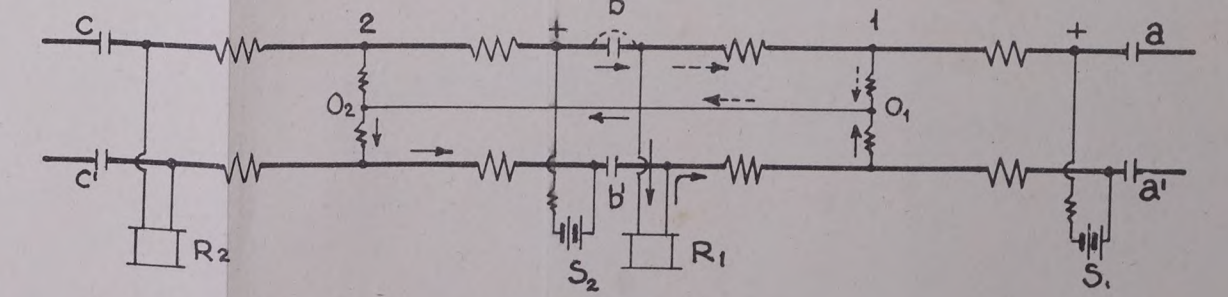 c 2 + b 1 + a
O₂ O₁
c' b' a'
R₂ S₂ R₁ S₁